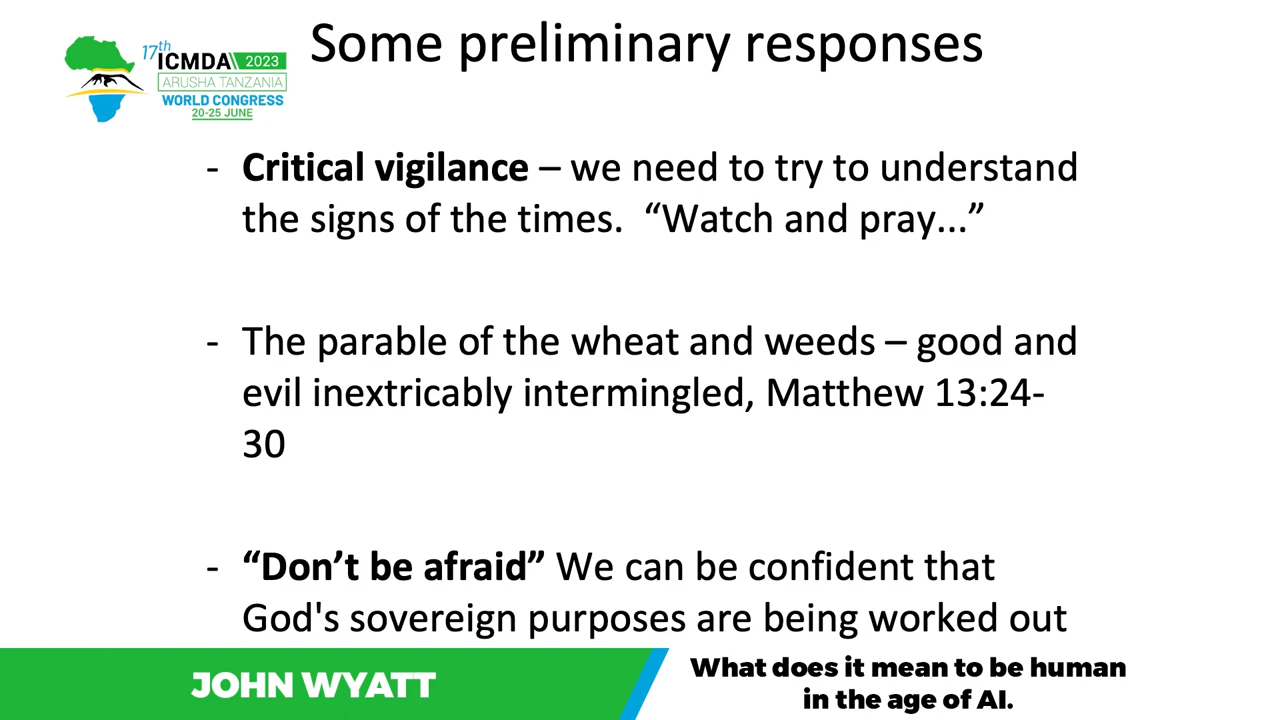 17th
ICMDA 2023
ARUSHA TANZANIA
WORLD CONGRESS
20-25 JUNE
Some preliminary responses
- Critical vigilance – we need to try to understand
the signs of the times.  “Watch and pray...”
- The parable of the wheat and weeds – good and
evil inextricably intermingled, Matthew 13:24-
30
- “Don’t be afraid” We can be confident that
God's sovereign purposes are being worked out
JOHN WYATT
What does it mean to be human
in the age of AI.